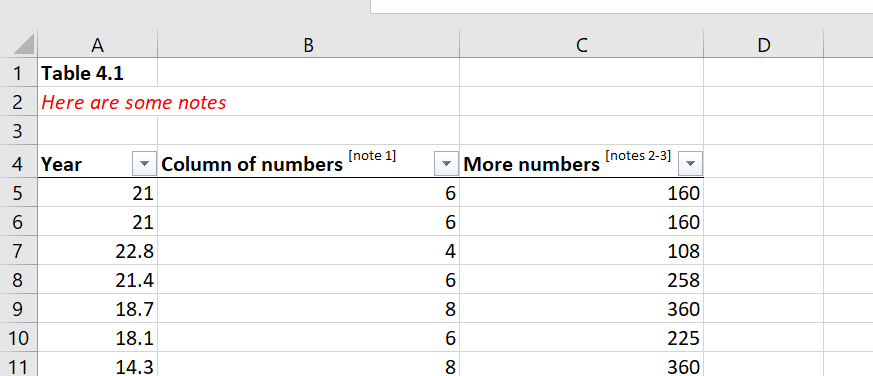 A B C D
1 Table 4.1
2 Here are some notes
3
4 Year Column of numbers [note 1] More numbers [notes 2-3]
5 21 6 160
6 21 6 160
7 22.8 4 108
8 21.4 6 258
9 18.7 8 360
10 18.1 6 225
11 14.3 8 360